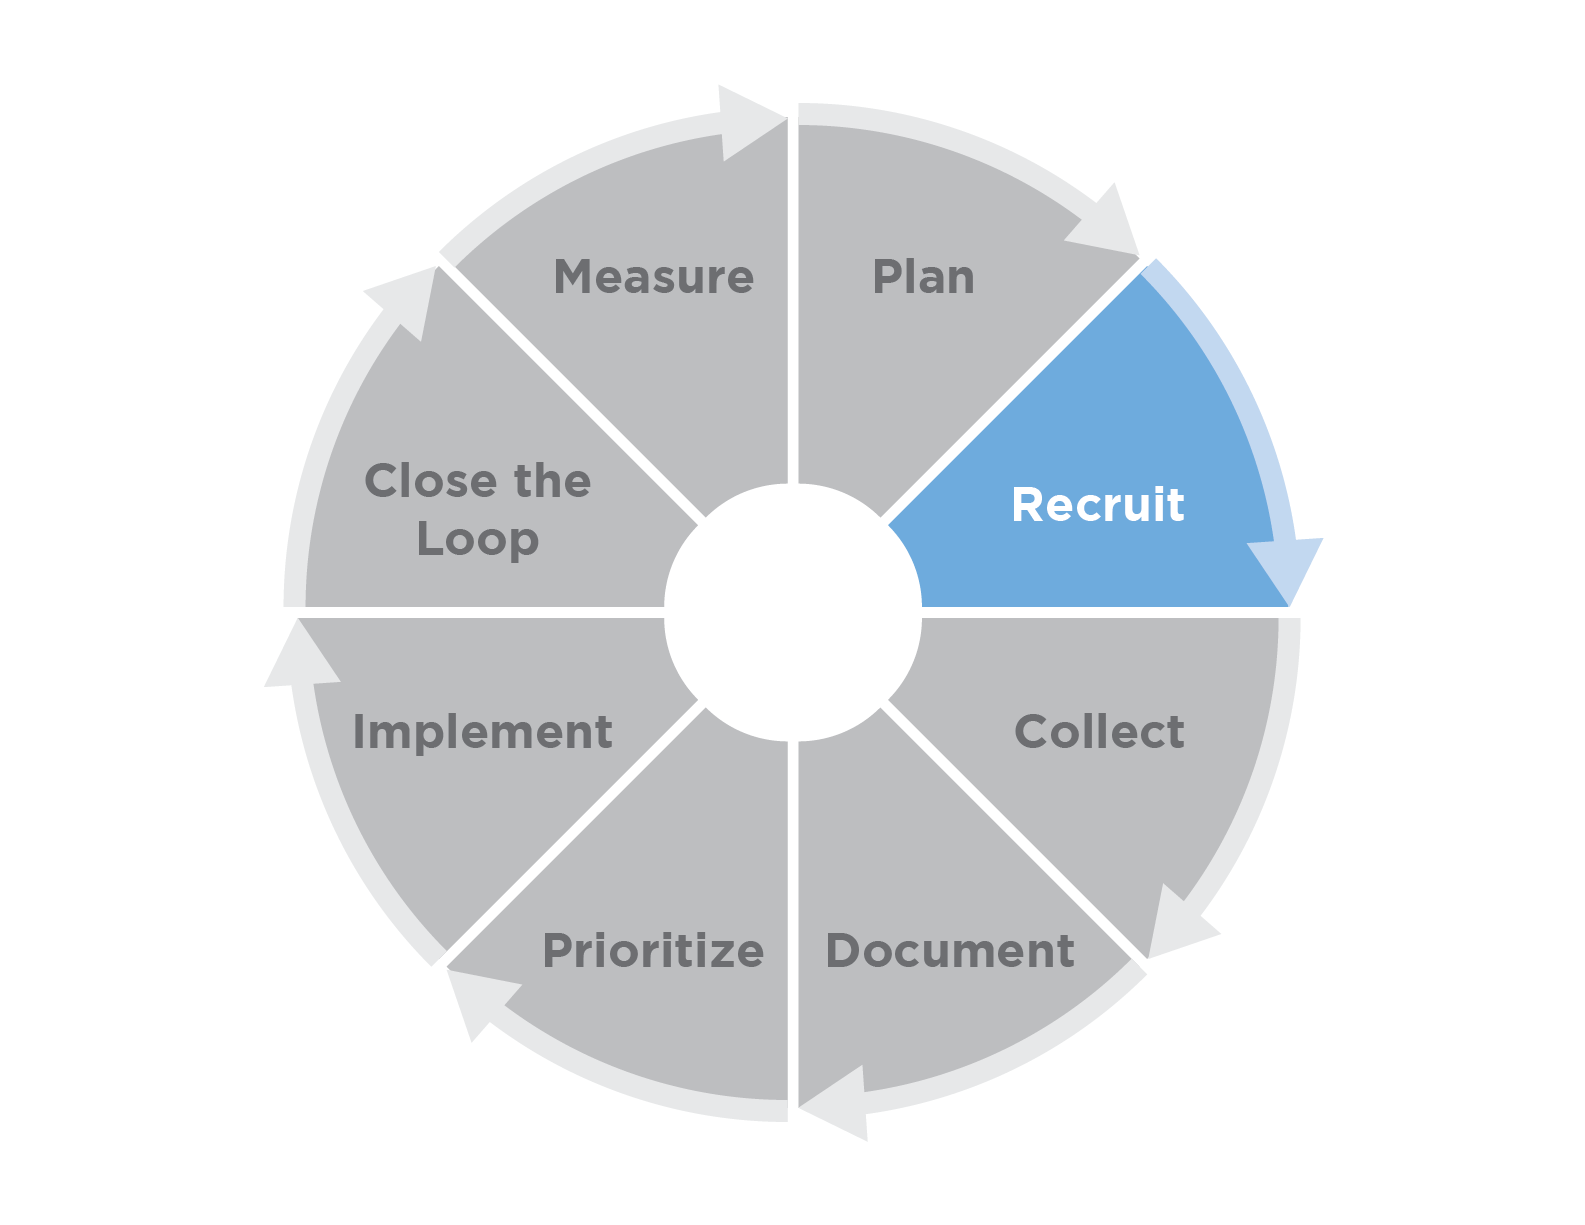 Measure
Plan
Recruit
Collect
Document
Prioritize
Implement
Close the
Loop